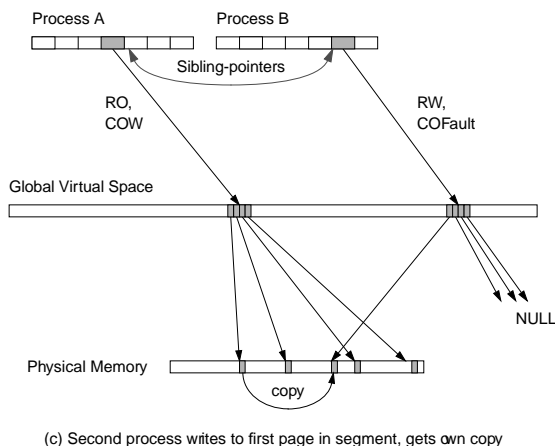 Process A
Process B
Sibling-pointers
RO,
COW
RW,
COFault
Global Virtual Space
NULL
Physical Memory
copy
(c) Second process writes to first page in segment, gets own copy